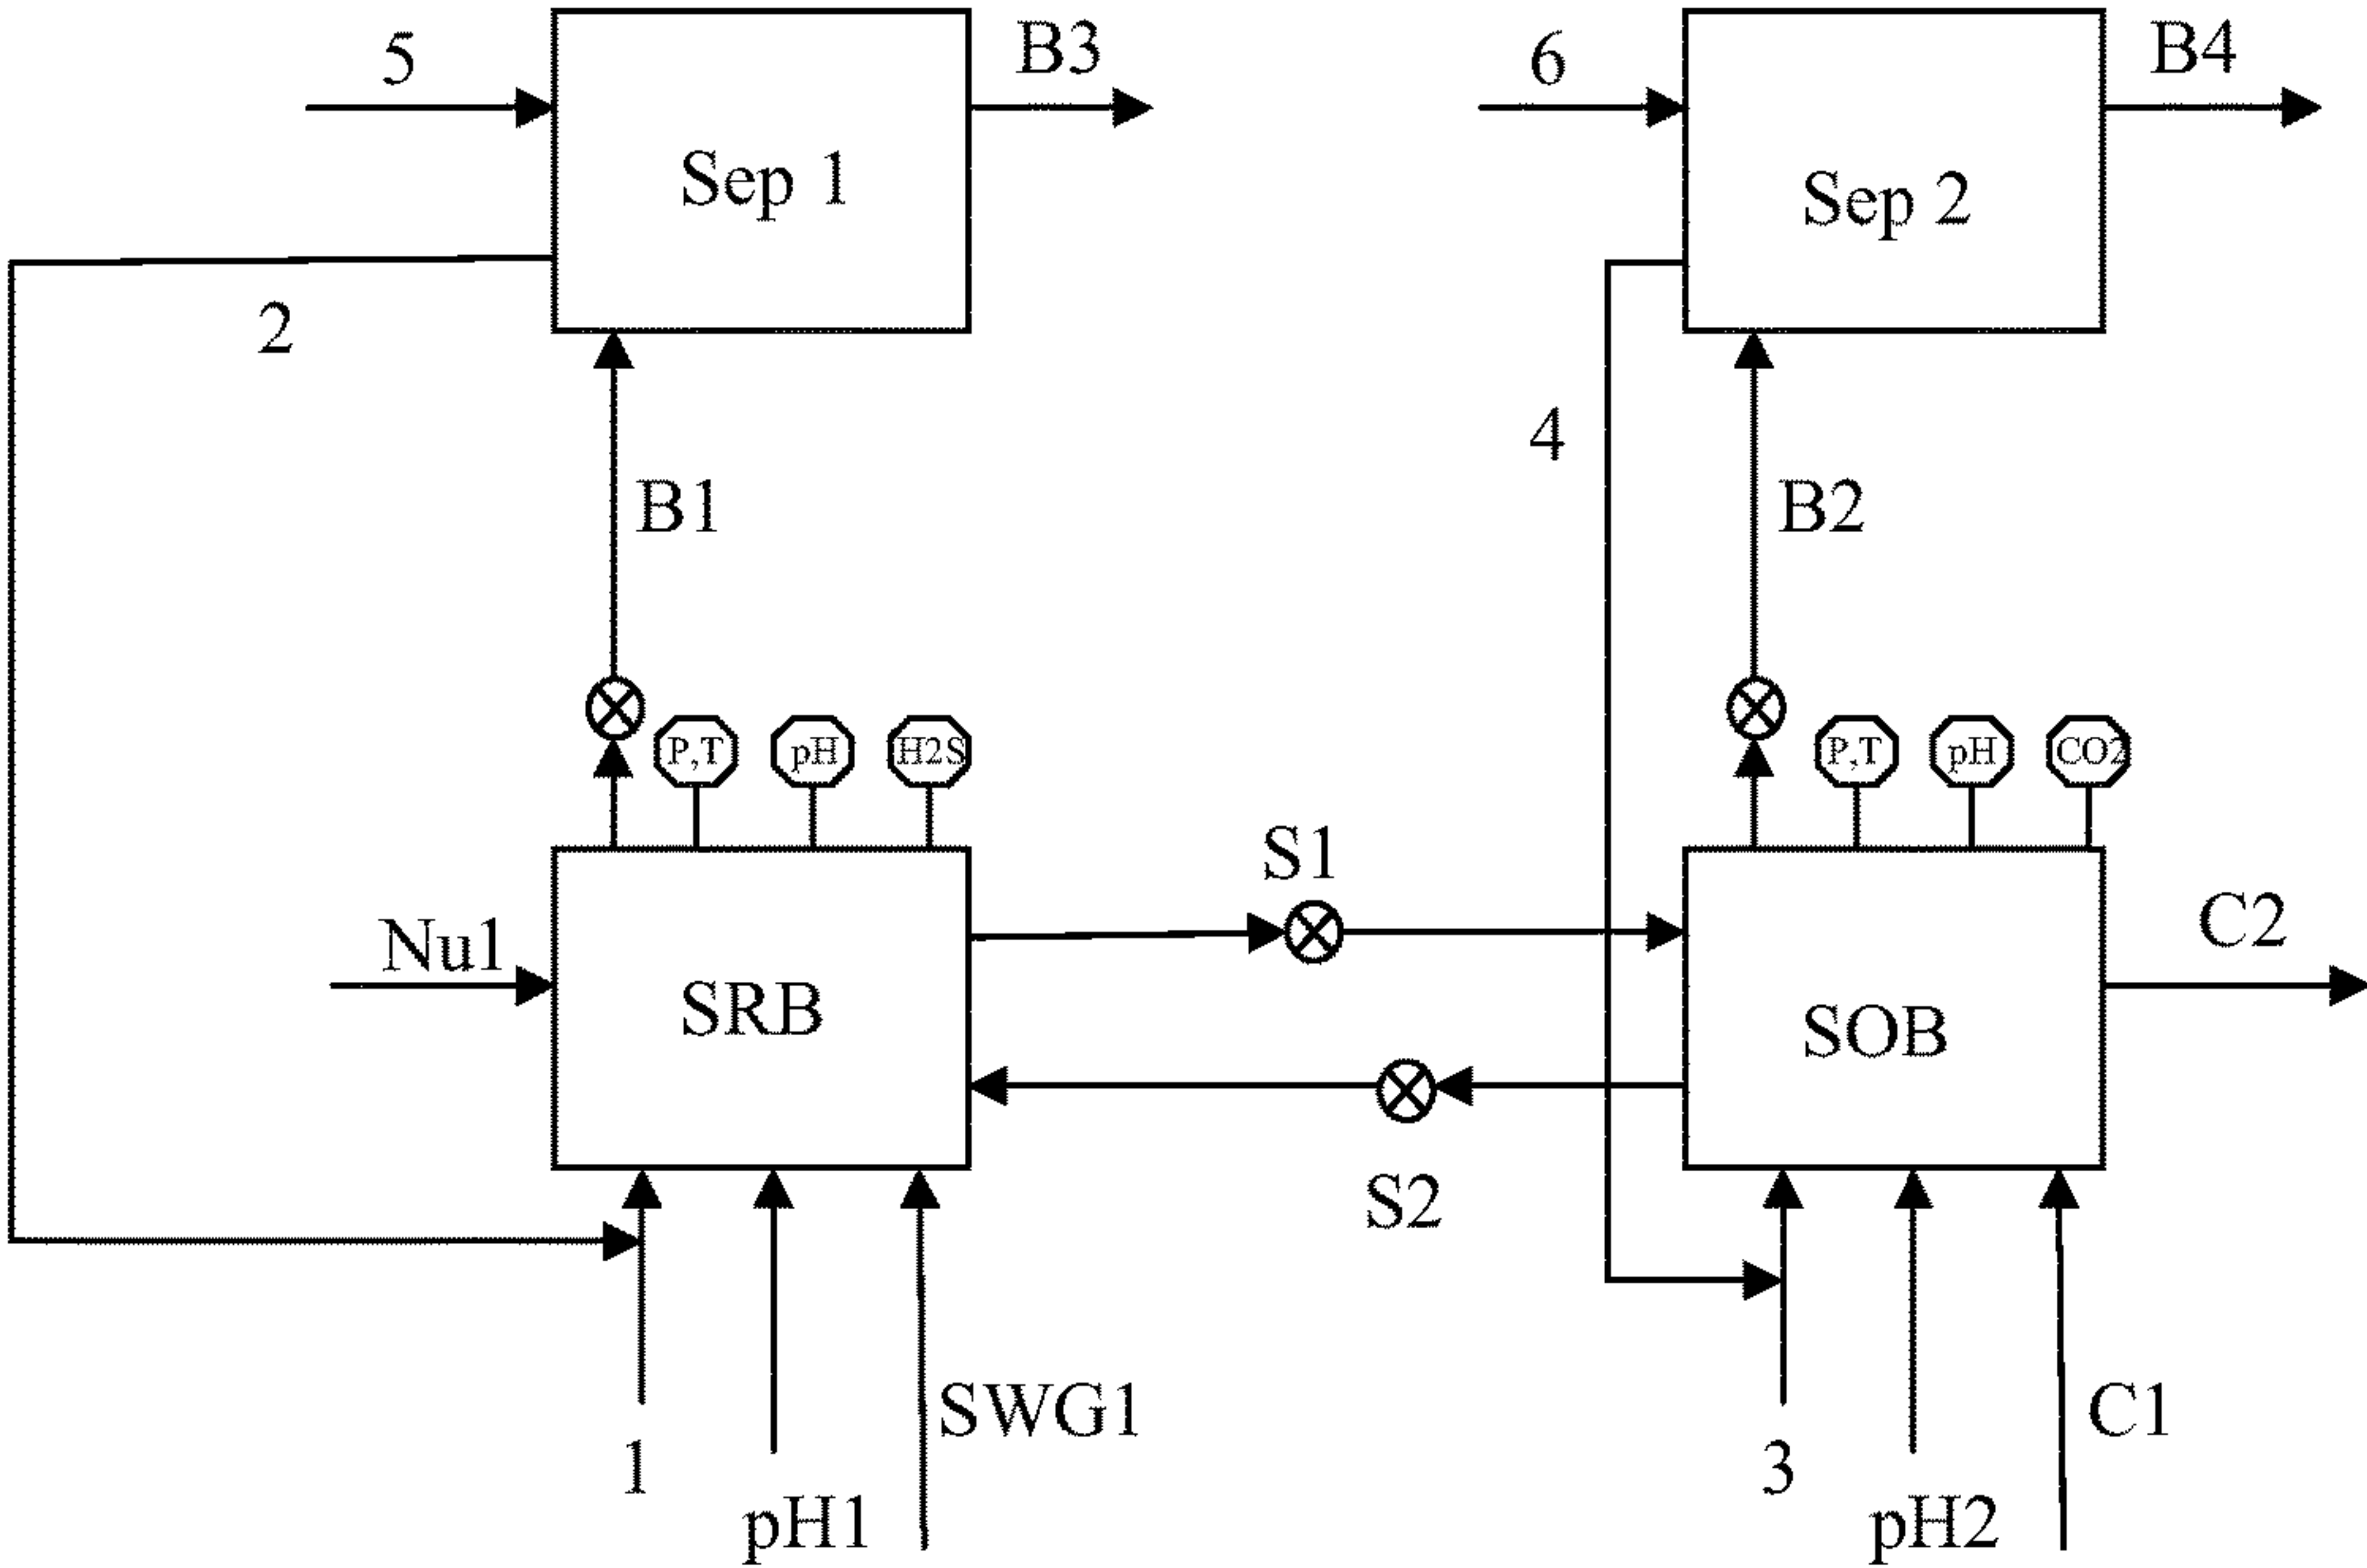 5
B3
6
B4
Sep 1
Sep 2
2
4
B1
B2
P,T
pH
H2S
P,T
pH
CO2
S1
Nu1
C2
SRB
SOB
S2
SWG1
C1
1
3
pH1
pH2